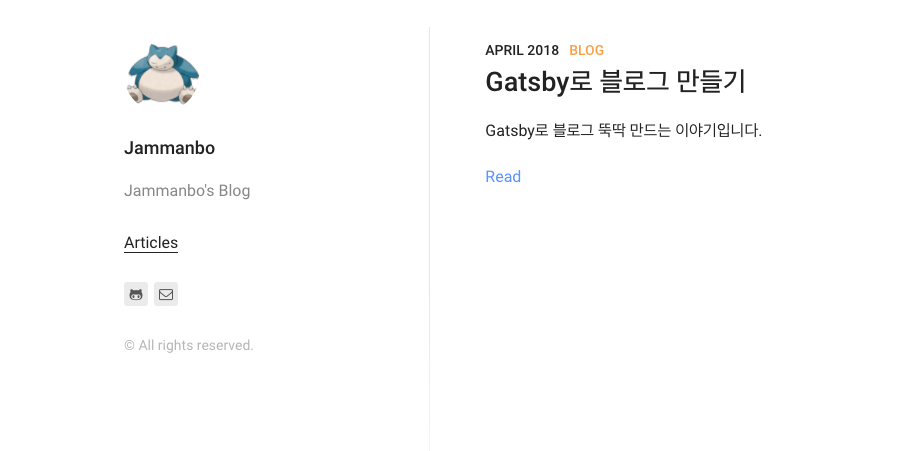 Jammanbo
Jammanbo's Blog
Articles
© All rights reserved.
APRIL 2018 BLOG
Gatsby로 블로그 만들기
Gatsby로 블로그 뚝딱 만드는 이야기입니다.
Read